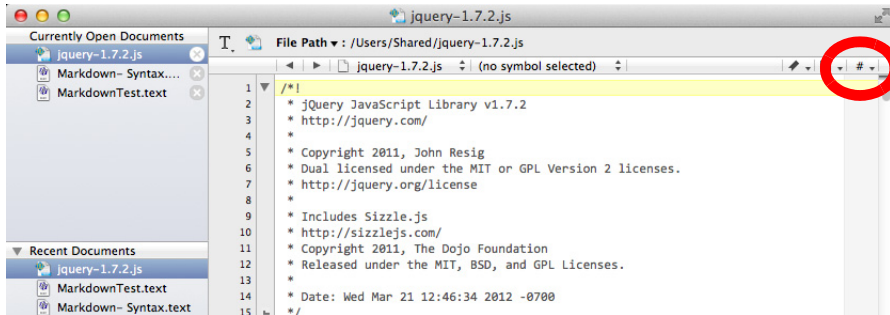 jquery-1.7.2.js
Currently Open Documents
jquery-1.7.2.js
Markdown- Syntax....
MarkdownTest.text
Recent Documents
jquery-1.7.2.js
MarkdownTest.text
Markdown- Syntax.text
T. File Path ▾ : /Users/Shared/jquery-1.7.2.js
jquery-1.7.2.js (no symbol selected) #
1 /*!
2 * jQuery JavaScript Library v1.7.2
3 * http://jquery.com/
4 *
5 * Copyright 2011, John Resig
6 * Dual licensed under the MIT or GPL Version 2 licenses.
7 * http://jquery.org/license
8 *
9 * Includes Sizzle.js
10 * http://sizzlejs.com/
11 * Copyright 2011, The Dojo Foundation
12 * Released under the MIT, BSD, and GPL Licenses.
13 *
14 * Date: Wed Mar 21 12:46:34 2012 -0700
15 */